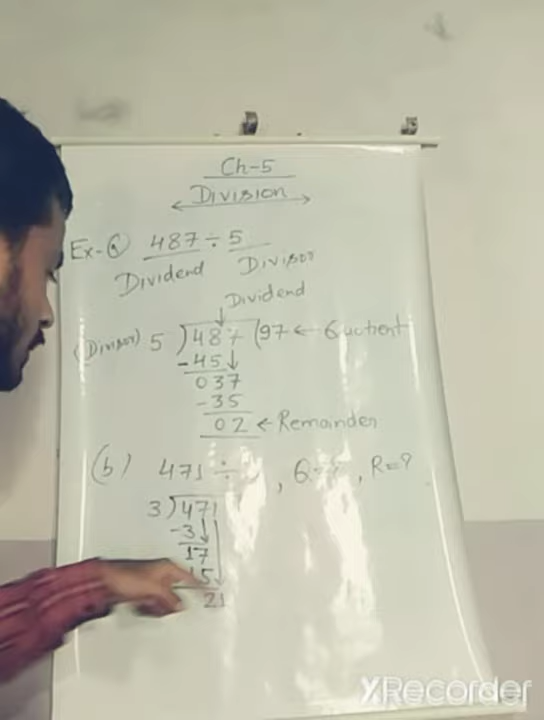 Ch-5
Division
Ex-(a) 487 ÷ 5
Dividend Divisor
Dividend
(Divisor) 5 ) 487 ( 97 ← Quotient
-45
037
-35
02 ← Remainder
(b) 471 ÷ , Q=? , R=?
3 ) 471
-3
17
15
21
XRecorder